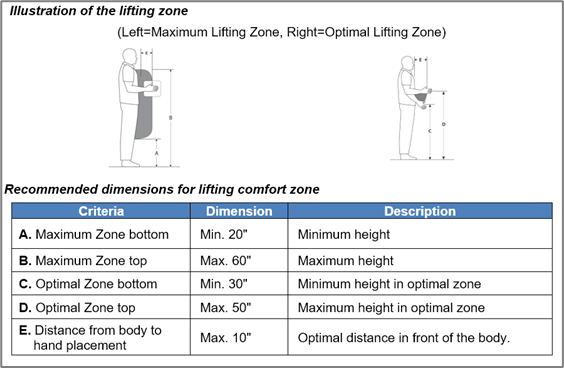 Illustration of the lifting zone
(Left=Maximum Lifting Zone, Right=Optimal Lifting Zone)
E
B
A
E
D
C
Recommended dimensions for lifting comfort zone
Criteria Dimension Description
A. Maximum Zone bottom Min. 20" Minimum height
B. Maximum Zone top Max. 60" Maximum height
C. Optimal Zone bottom Min. 30" Minimum height in optimal zone
D. Optimal Zone top Max. 50" Maximum height in optimal zone
E. Distance from body to Max. 10" Optimal distance in front of the body.
hand placement